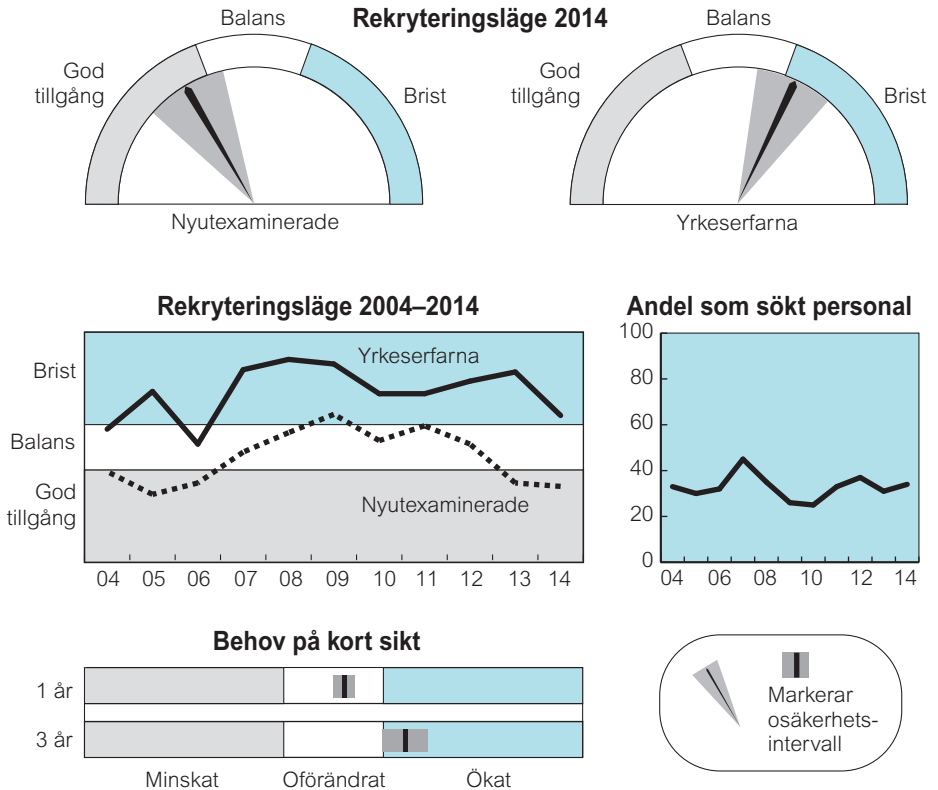 Rekryteringsläge 2014
Balans
God
tillgång
Brist
Nyutexaminerade
Balans
God
tillgång
Brist
Yrkeserfarna
Rekryteringsläge 2004–2014
Brist
Balans
God
tillgång
Yrkeserfarna
Nyutexaminerade
04 05 06 07 08 09 10 11 12 13 14
Andel som sökt personal
100
80
60
40
20
0
04 06 08 10 12 14
Behov på kort sikt
1 år
3 år
Minskat Oförändrat Ökat
Markerar
osäkerhets-
intervall